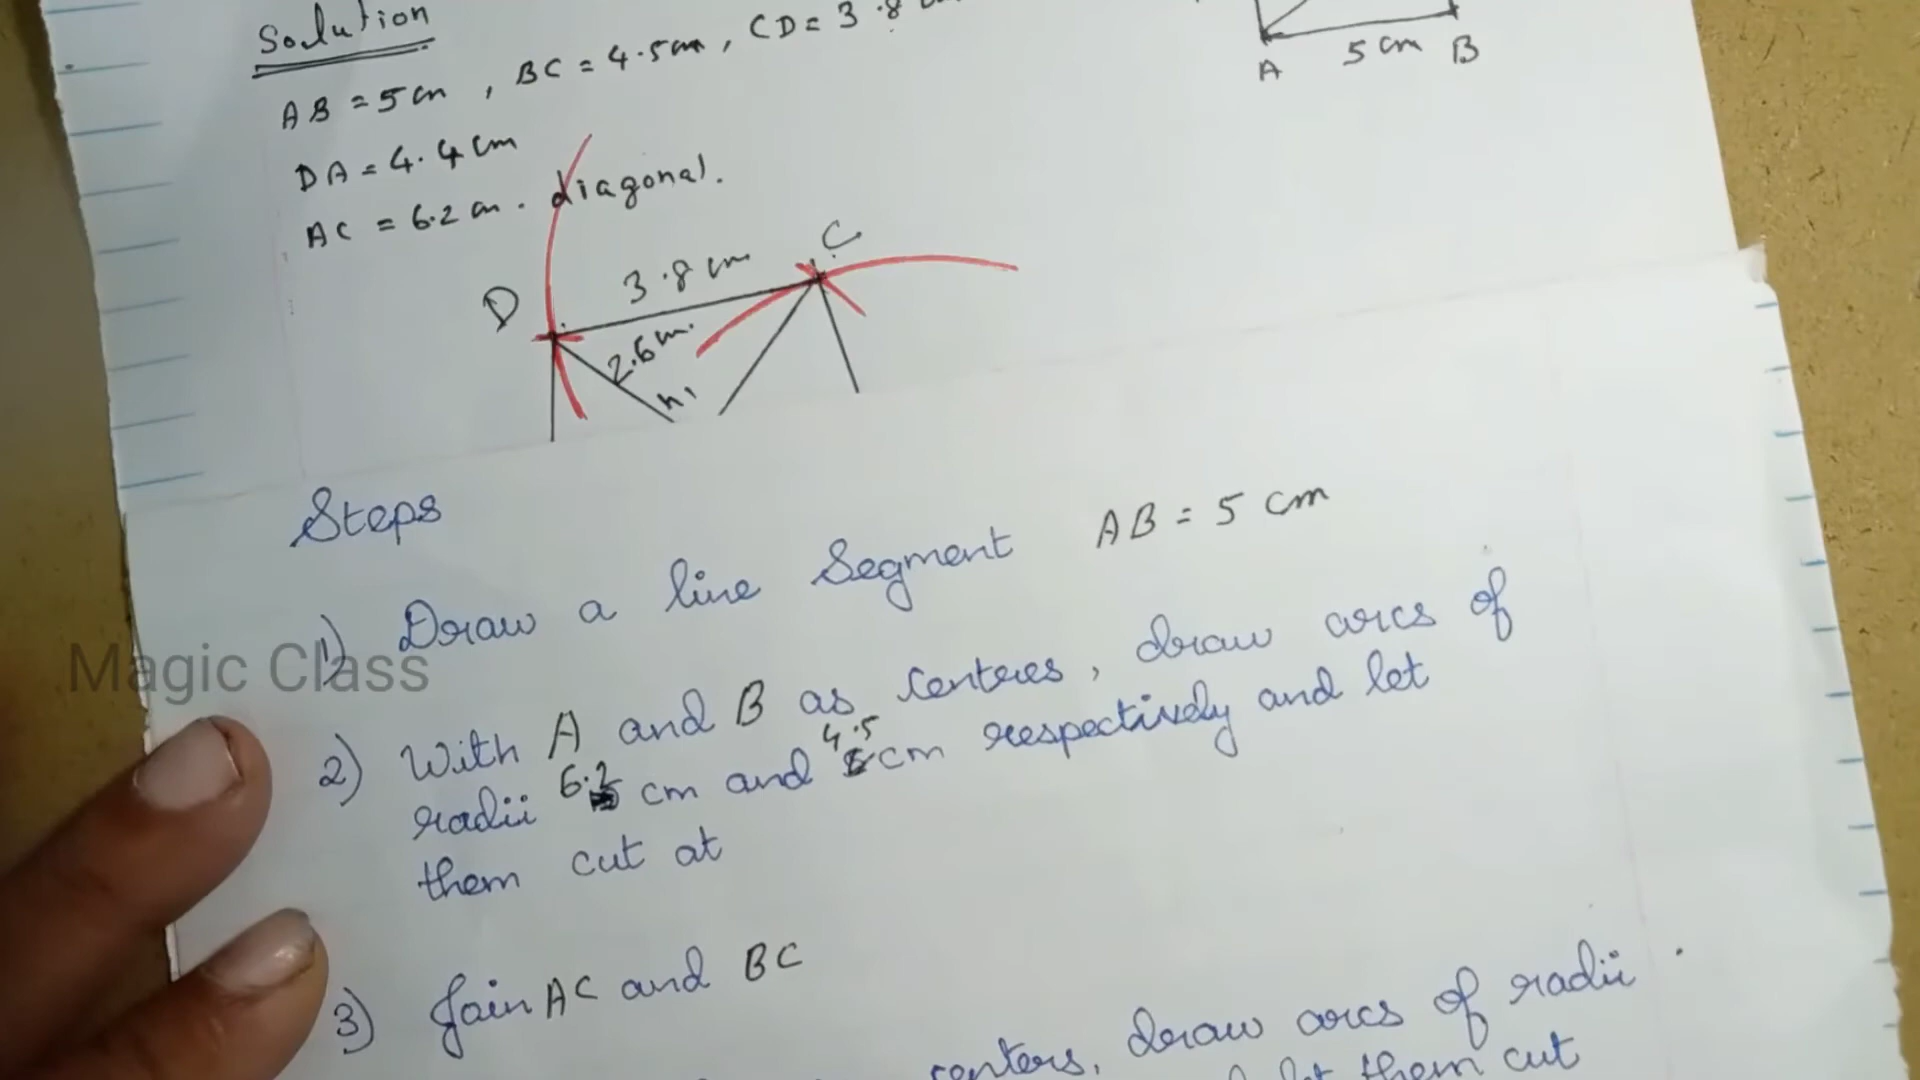 Solution
AB = 5 cm , BC = 4.5 cm , CD = 3.8
DA = 4.4 cm
AC = 6.2 cm . diagonal.
A 5 cm B
C
D 3.8 cm
2.6 cm.
h1
Steps
1) Draw a line Segment AB = 5 cm
2) With A and B as centeres, draw arcs of
radii 6.2 cm and 4.5 cm respectively and let
them cut at
3) Join AC and BC
centers, draw arcs of radii
let them cut
Magic Class